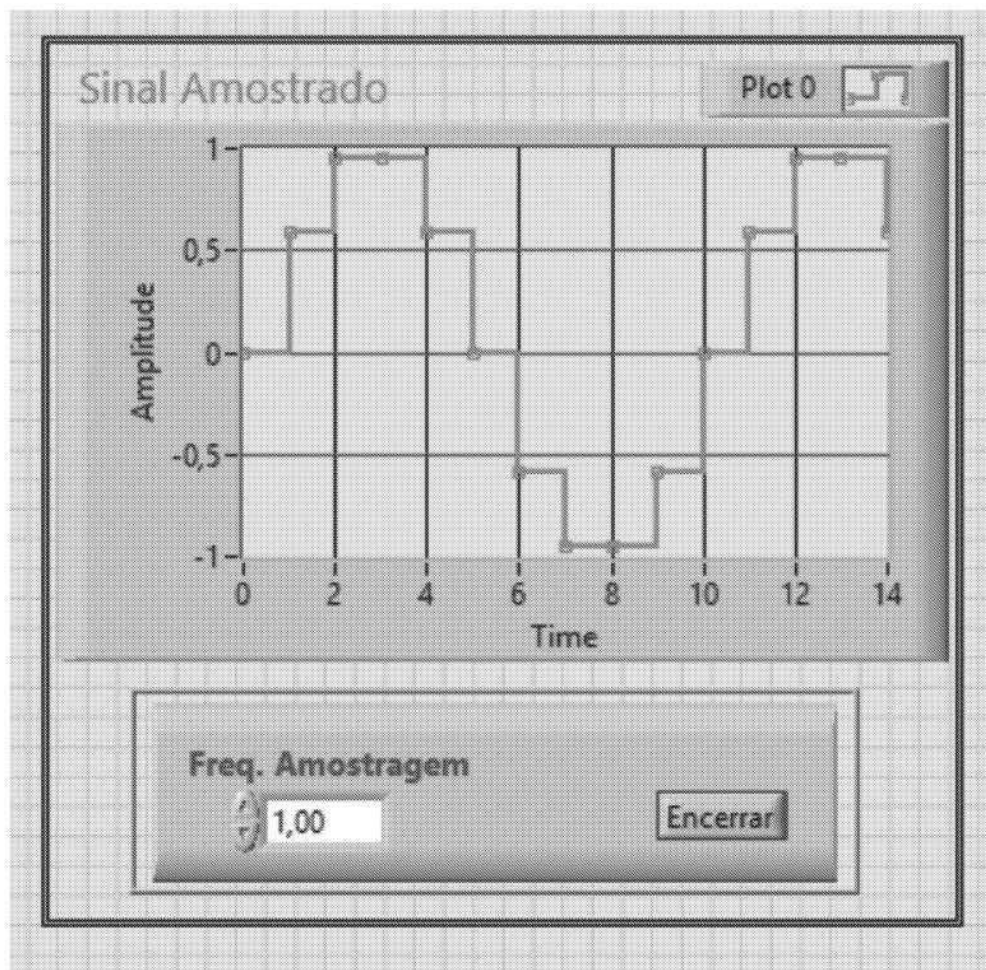 Sinal Amostrado
Plot 0
1
0,5
0
-0,5
-1
Amplitude
0 2 4 6 8 10 12 14
Time
Freq. Amostragem
1,00
Encerrar